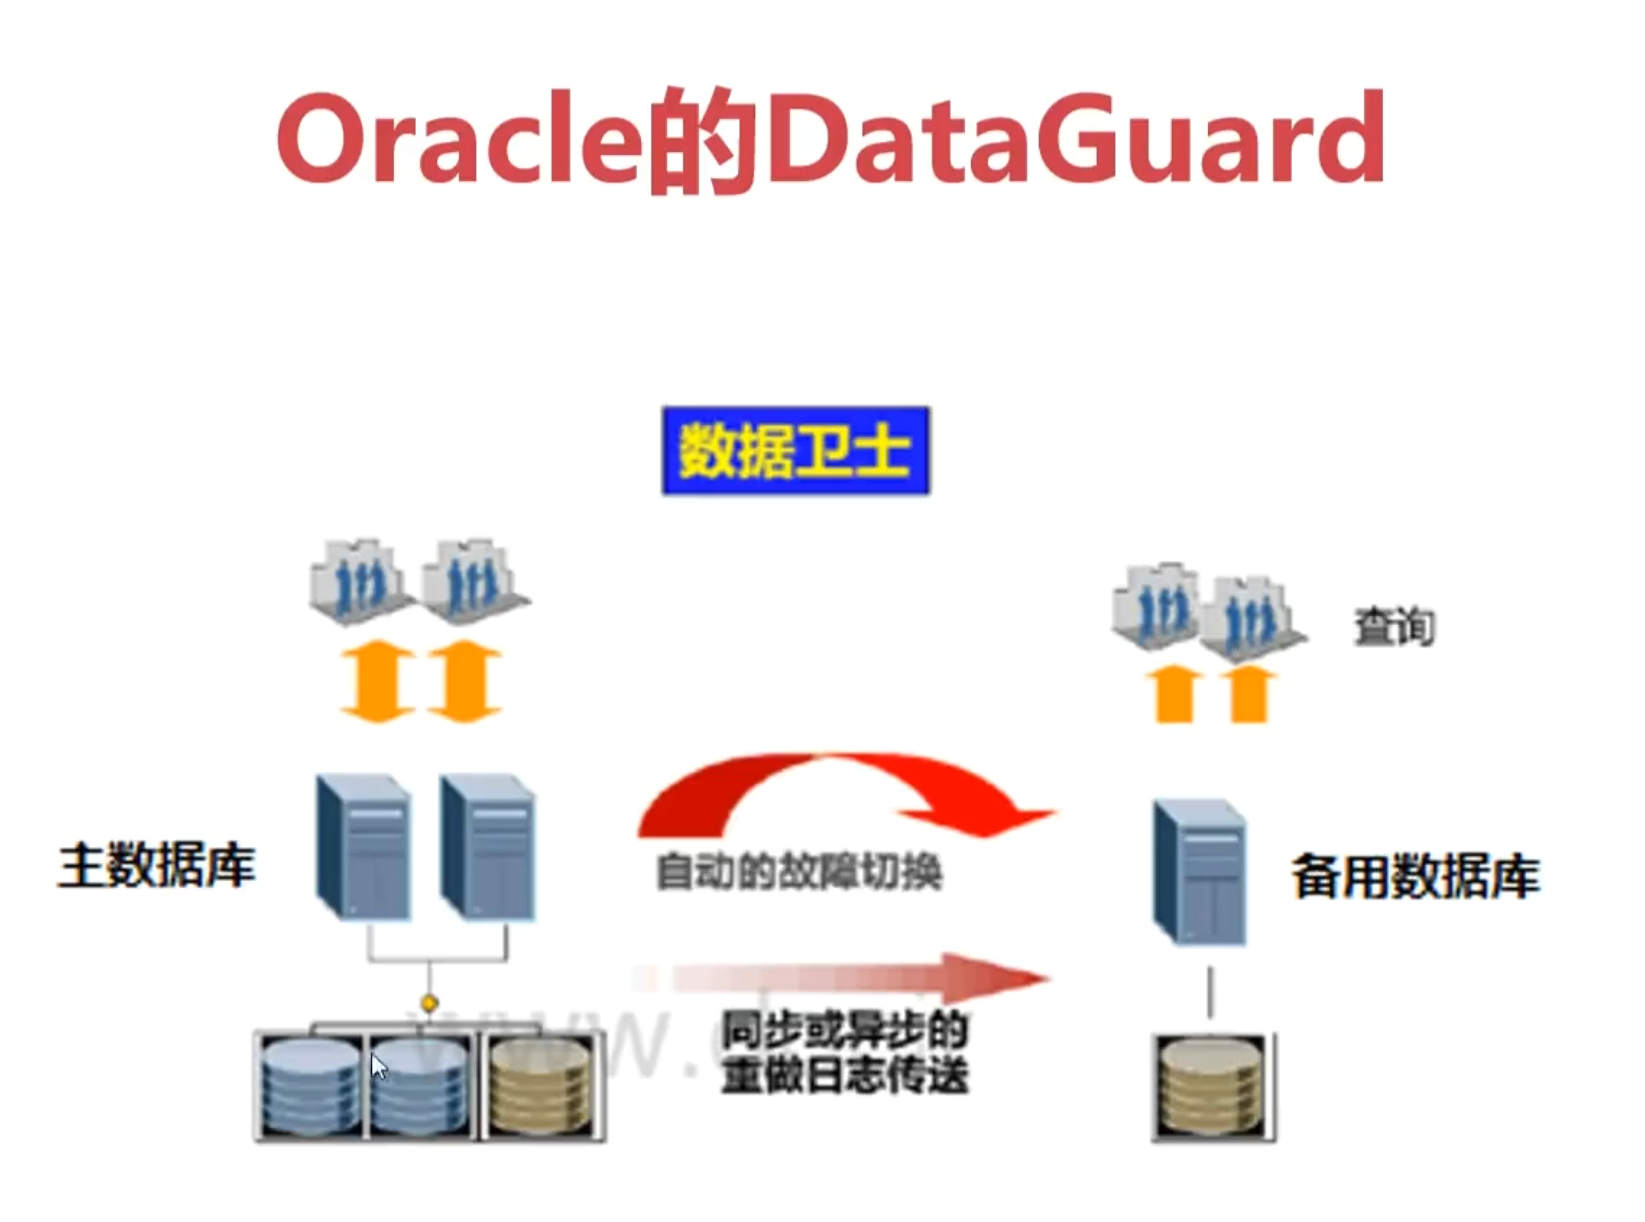 Oracle的DataGuard
数据卫士
查询
主数据库
自动的故障切换
备用数据库
同步或异步的
重做日志传送